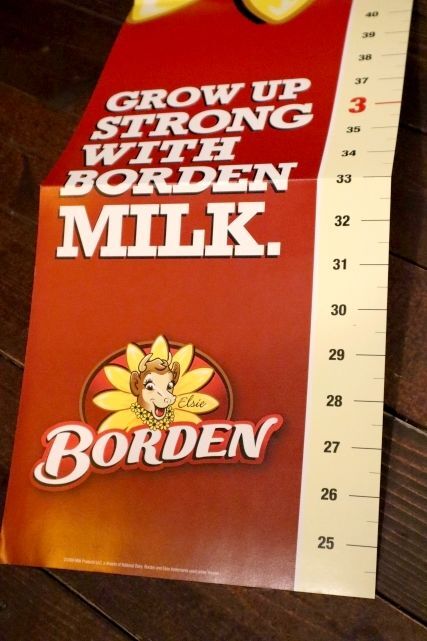 GROW UP
STRONG
WITH
BORDEN
MILK.
Elsie
BORDEN
40
39
38
37
3
35
34
33
32
31
30
29
28
27
26
25